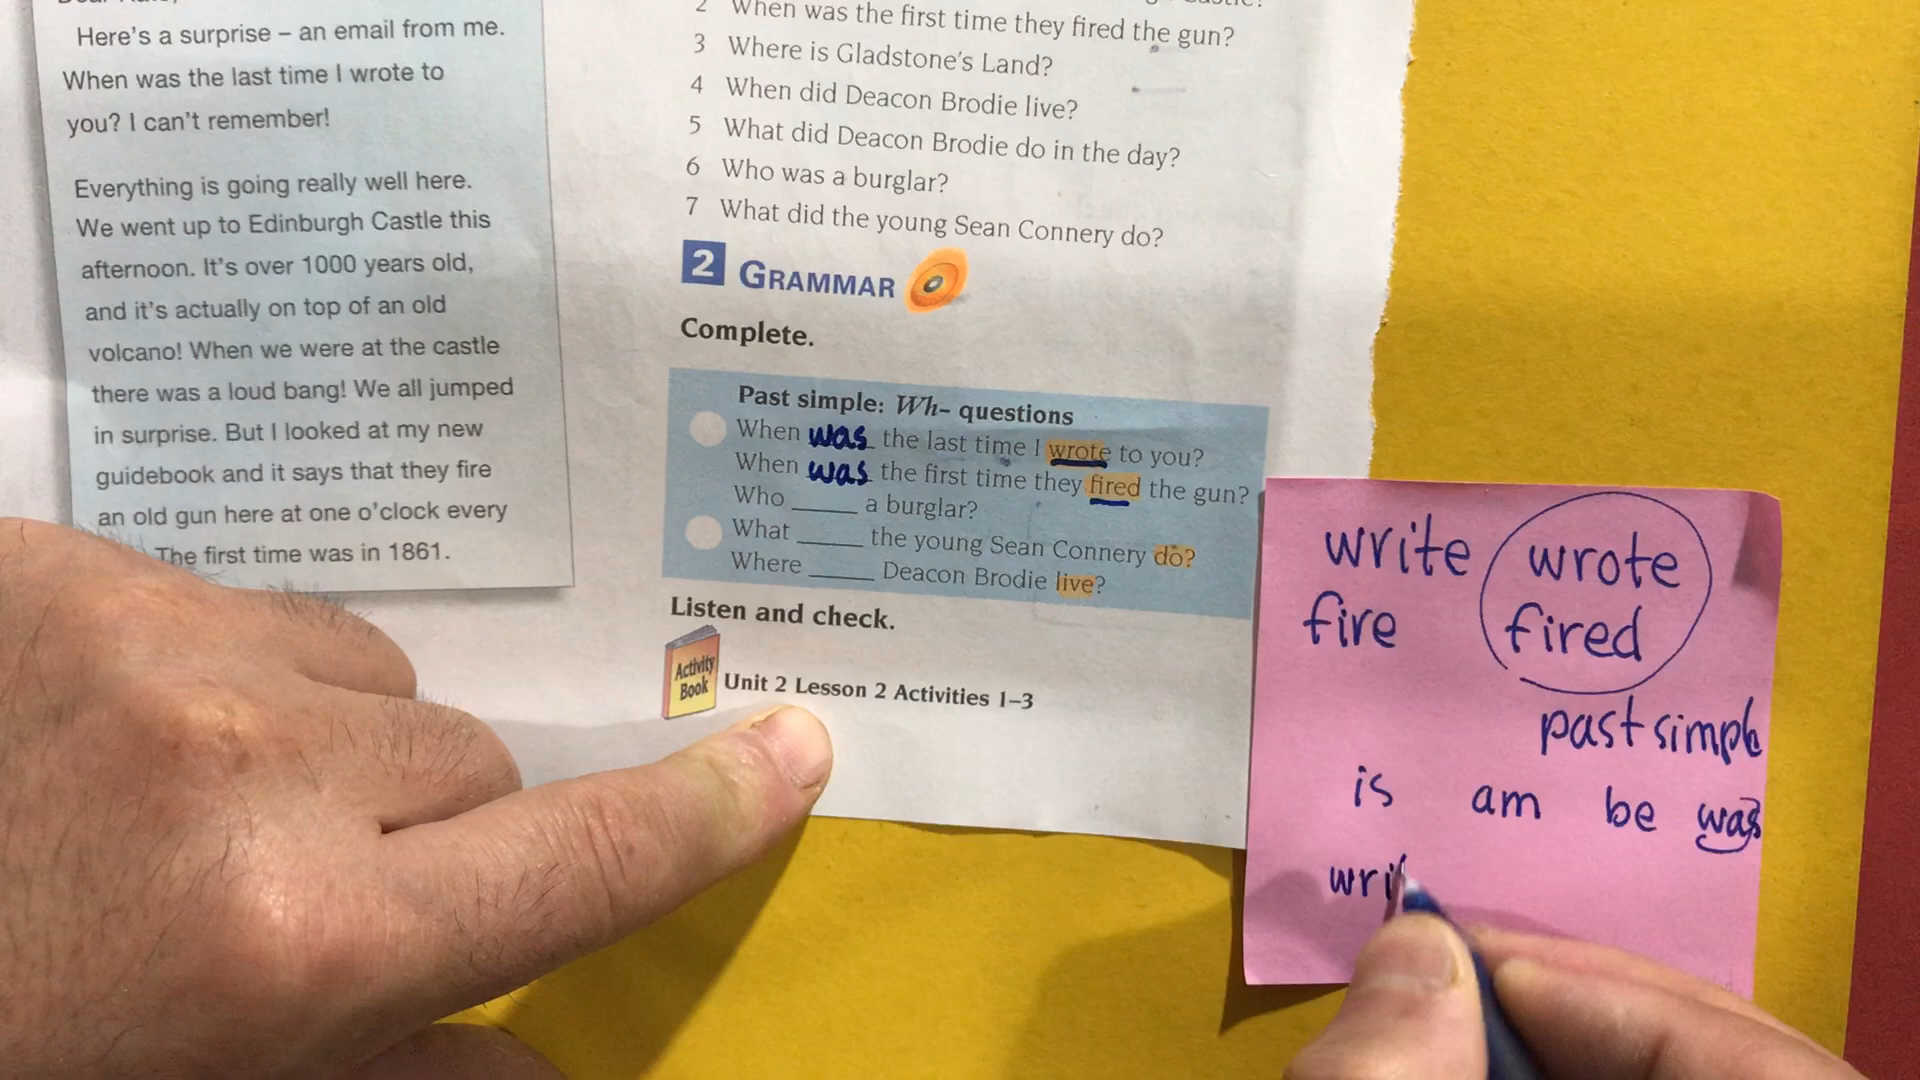 Here's a surprise – an email from me.
When was the last time I wrote to
you? I can't remember!
Everything is going really well here.
We went up to Edinburgh Castle this
afternoon. It's over 1000 years old,
and it's actually on top of an old
volcano! When we were at the castle
there was a loud bang! We all jumped
in surprise. But I looked at my new
guidebook and it says that they fire
an old gun here at one o'clock every
The first time was in 1861.
2 When was the first time they fired the gun?
3 Where is Gladstone's Land?
4 When did Deacon Brodie live?
5 What did Deacon Brodie do in the day?
6 Who was a burglar?
7 What did the young Sean Connery do?
2 GRAMMAR
Complete.
Past simple: Wh- questions
When was the last time I wrote to you?
When was the first time they fired the gun?
Who _____ a burglar?
What _____ the young Sean Connery do?
Where _____ Deacon Brodie live?
Listen and check.
Activity
Book
Unit 2 Lesson 2 Activities 1–3
write wrote
fire fired
past simple
is am be was